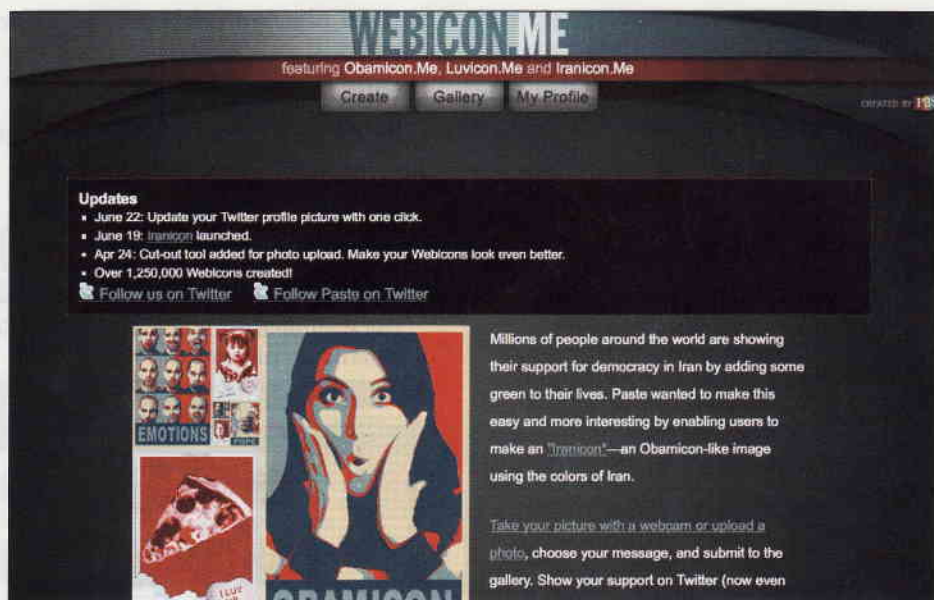 WEBICON.ME
featuring Obamicon.Me, Luvicon.Me and Iranicon.Me
Create Gallery My Profile
CREATED BY
Updates
June 22: Update your Twitter profile picture with one click.
June 19: Iranicon launched.
Apr 24: Cut-out tool added for photo upload. Make your Webicons look even better.
Over 1,250,000 Webicons created!
Follow us on Twitter Follow Paste on Twitter
EMOTIONS
I LUV
OBAMICON
Millions of people around the world are showing
their support for democracy in Iran by adding some
green to their lives. Paste wanted to make this
easy and more interesting by enabling users to
make an "Iranicon"—an Obamicon-like image
using the colors of Iran.
Take your picture with a webcam or upload a
photo, choose your message, and submit to the
gallery. Show your support on Twitter (now even